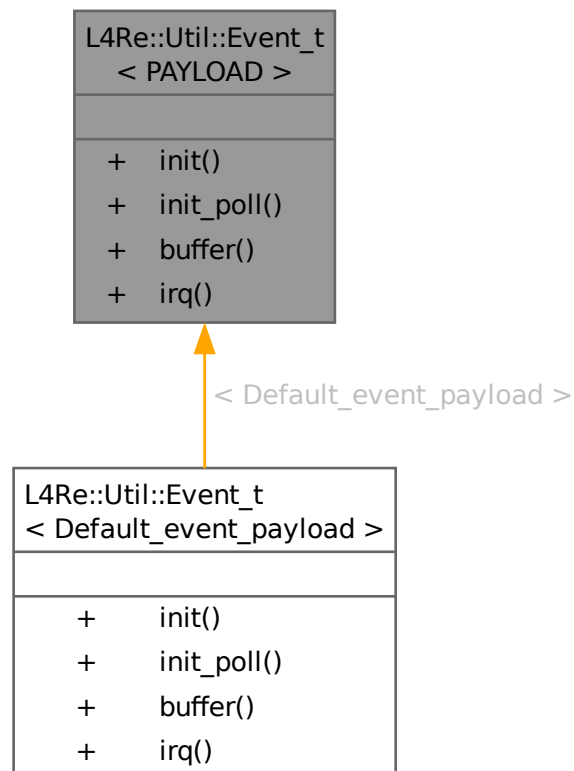 L4Re::Util::Event_t
< PAYLOAD >
+ init()
+ init_poll()
+ buffer()
+ irq()
< Default_event_payload >
L4Re::Util::Event_t
< Default_event_payload >
+ init()
+ init_poll()
+ buffer()
+ irq()